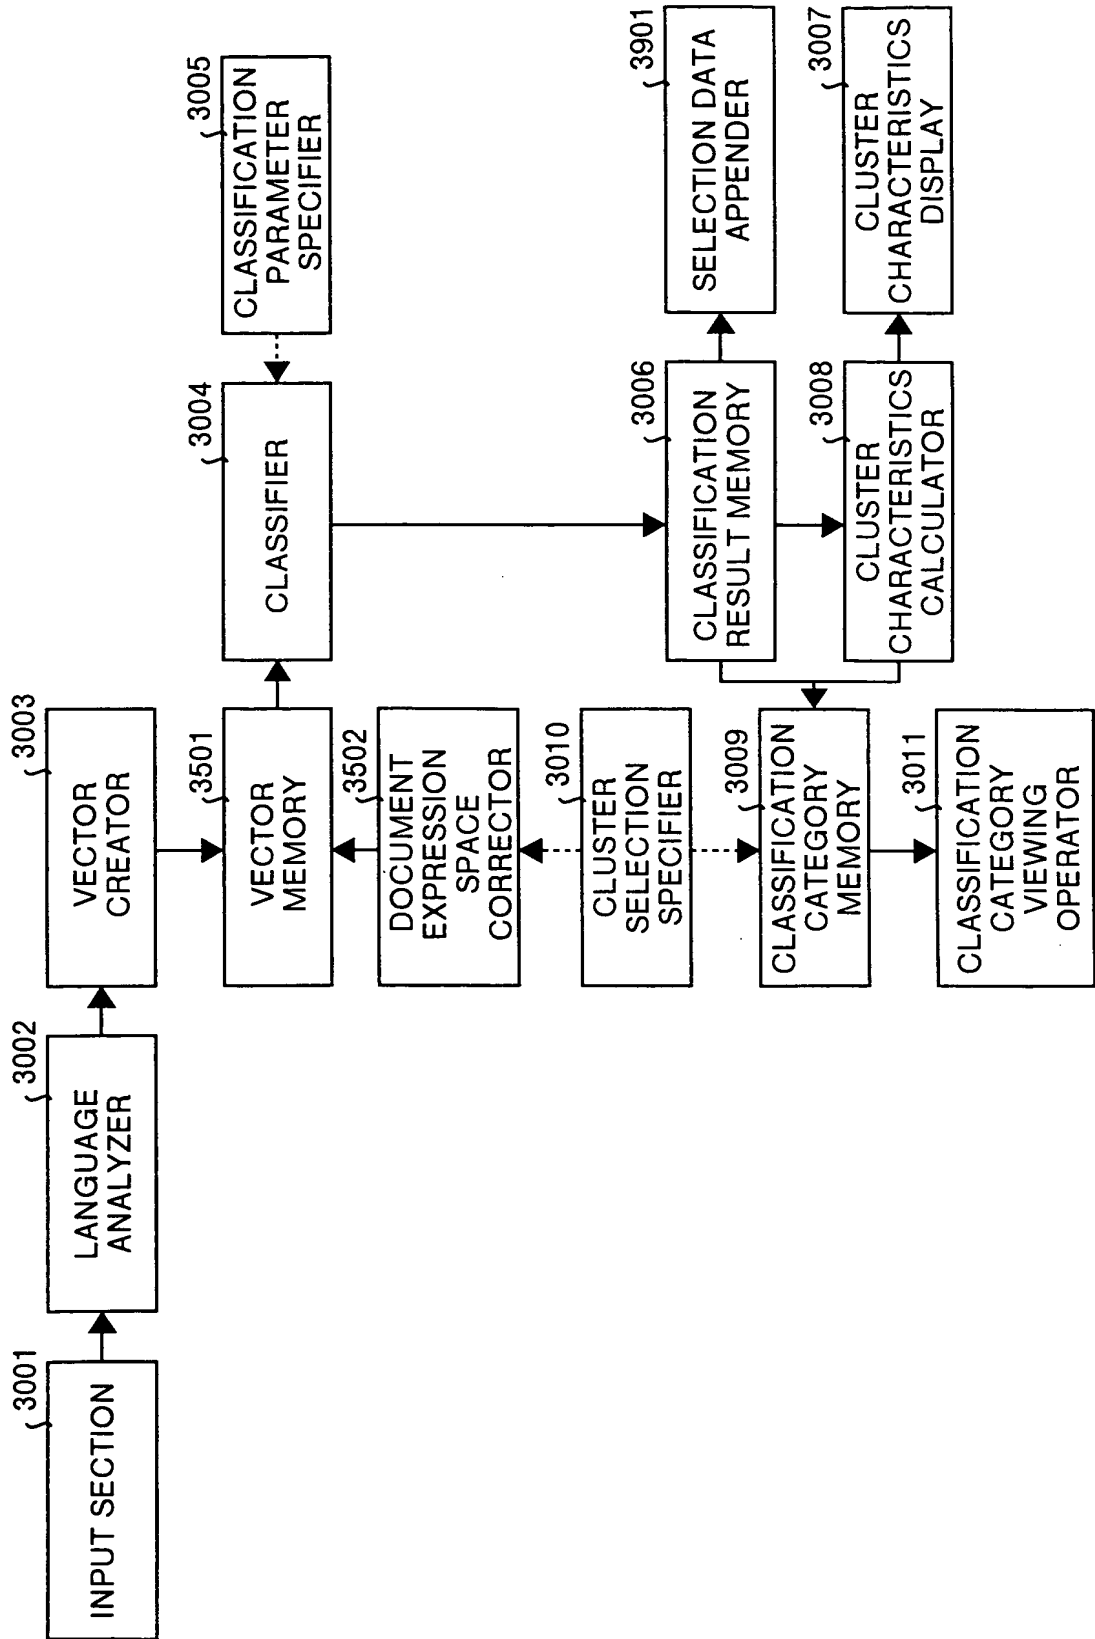 3001
INPUT SECTION
3002
LANGUAGE
ANALYZER
3003
VECTOR
CREATOR
3501
VECTOR
MEMORY
3004
CLASSIFIER
3005
CLASSIFICATION
PARAMETER
SPECIFIER
3502
DOCUMENT
EXPRESSION
SPACE
CORRECTOR
3010
CLUSTER
SELECTION
SPECIFIER
3009
CLASSIFICATION
CATEGORY
MEMORY
3006
CLASSIFICATION
RESULT MEMORY
3901
SELECTION DATA
APPENDER
3011
CLASSIFICATION
CATEGORY
VIEWING
OPERATOR
3008
CLUSTER
CHARACTERISTICS
CALCULATOR
3007
CLUSTER
CHARACTERISTICS
DISPLAY